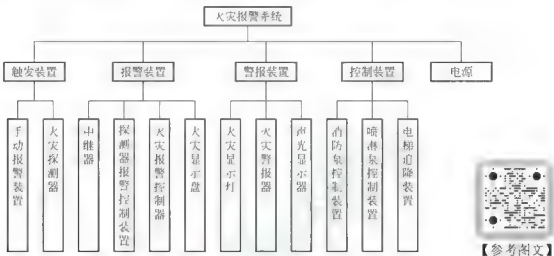 火灾报警系统
触发装置
报警装置
警报装置
控制装置
电源
手动报警装置
火灾探测器
中继器
探测器报警控制装置
火灾报警控制器
火灾显示盘
火灾显示灯
火灾警报器
声光显示器
消防泵控制装置
喷淋泵控制装置
电梯迫降装置
【参考图文】